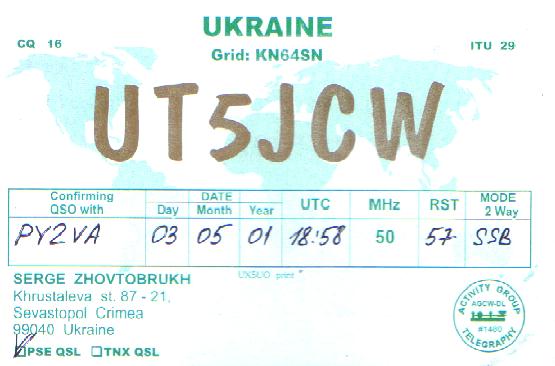 UKRAINE
CQ 16
ITU 29
Grid: KN64SN
UT5JCW
Confirming QSO with DATE Day Month Year UTC MHz RST MODE 2 Way
PY2VA 03 05 01 18:58 50 57 SSB
UX5UO print
SERGE ZHOVTOBRUKH
Khrustaleva st. 87 - 21,
Sevastopol Crimea
99040 Ukraine
PSE QSL TNX QSL
ACTIVITY GROUP
AGCW-DL
#1460
TELEGRAPHY